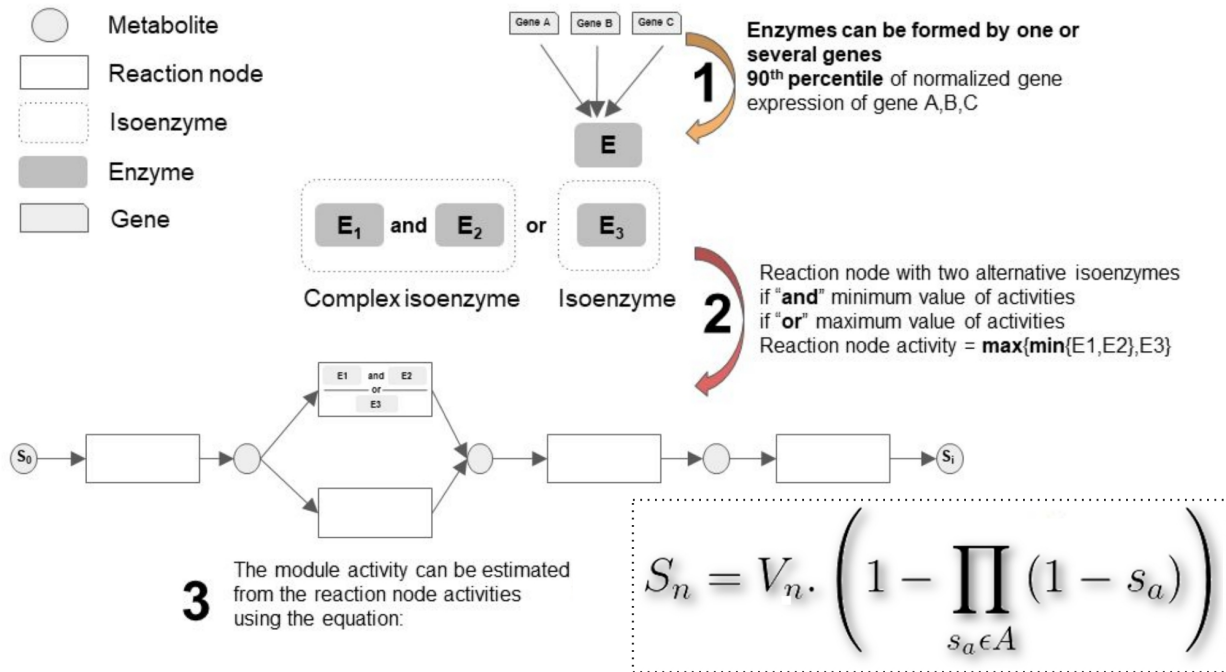 Metabolite
Reaction node
Isoenzyme
Enzyme
Gene
Gene A Gene B Gene C
E
1
Enzymes can be formed by one or
several genes
90th percentile of normalized gene
expression of gene A,B,C
E1 and E2 or E3
Complex isoenzyme Isoenzyme
2
Reaction node with two alternative isoenzymes
if "and" minimum value of activities
if "or" maximum value of activities
Reaction node activity = max{min{E1,E2},E3}
E1 and E2
or
E3
S0
Si
3
The module activity can be estimated
from the reaction node activities
using the equation:
Sn = Vn. (1 − ∏ (1 − sa))
sa ϵ A